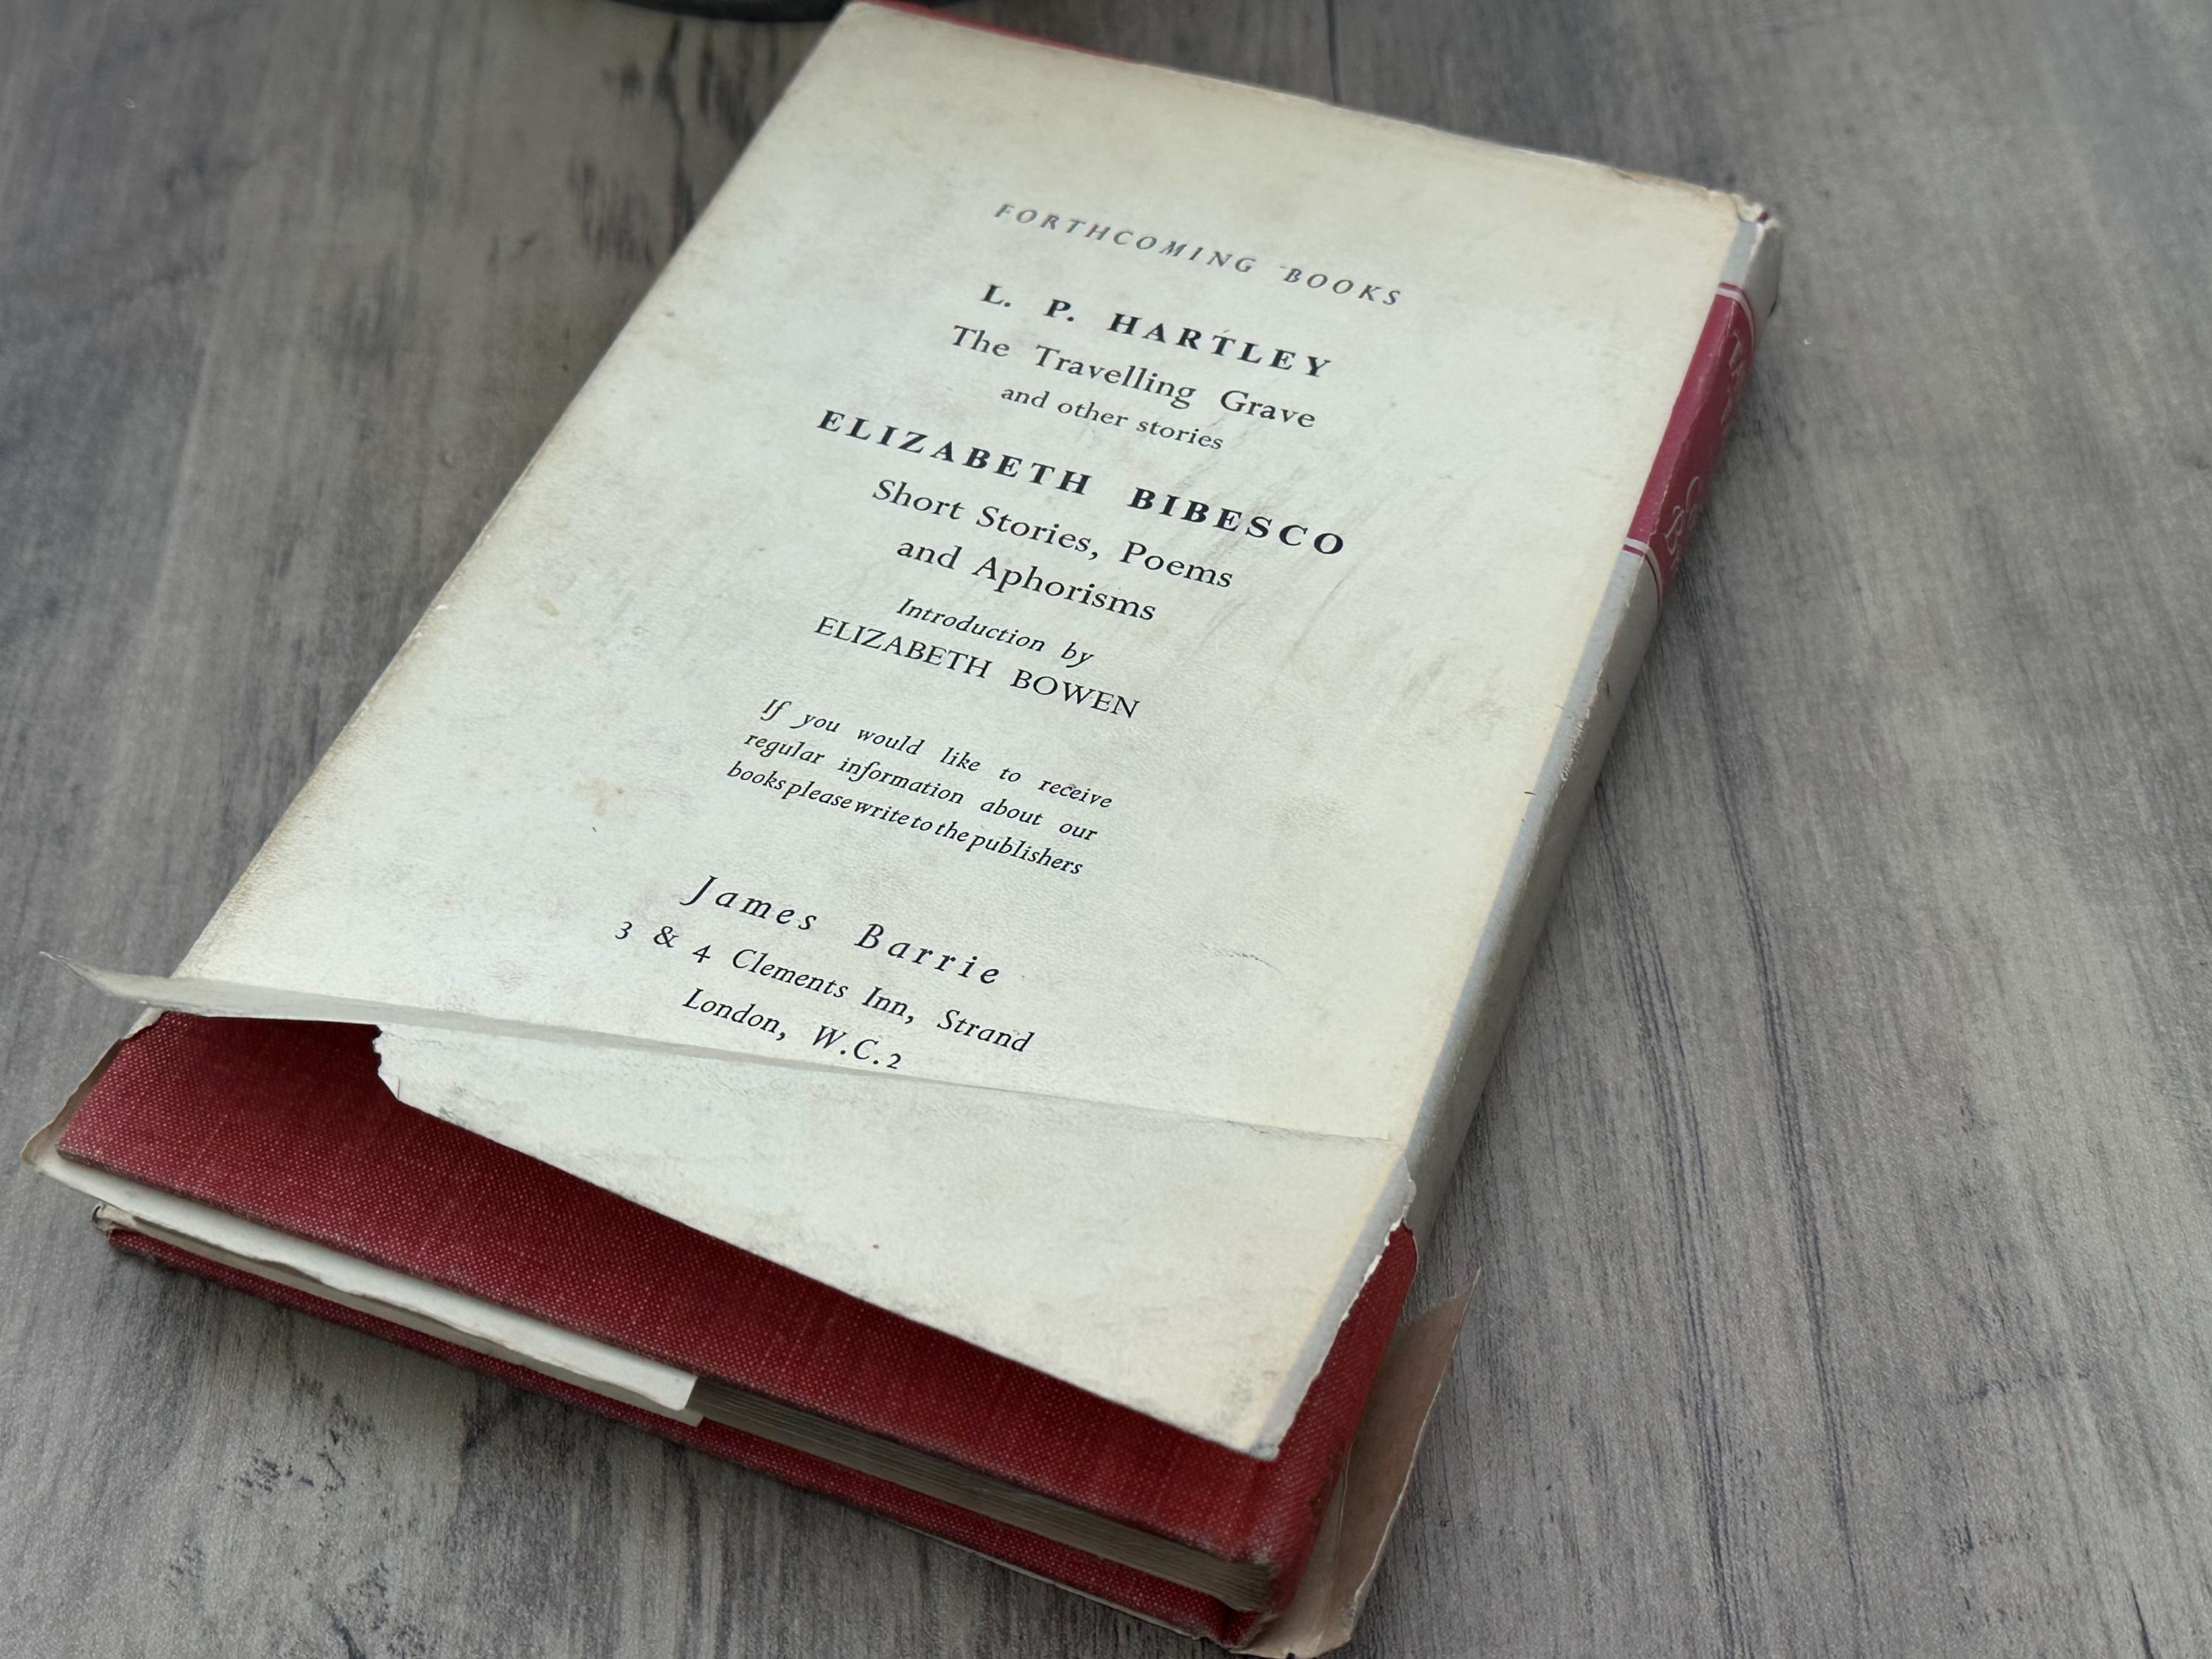 FORTHCOMING BOOKS
L. P. HARTLEY
The Travelling Grave
and other stories
ELIZABETH BIBESCO
Short Stories, Poems
and Aphorisms
Introduction by
ELIZABETH BOWEN
If you would like to receive
regular information about our
books please write to the publishers
James Barrie
3 & 4 Clements Inn, Strand
London, W.C.2